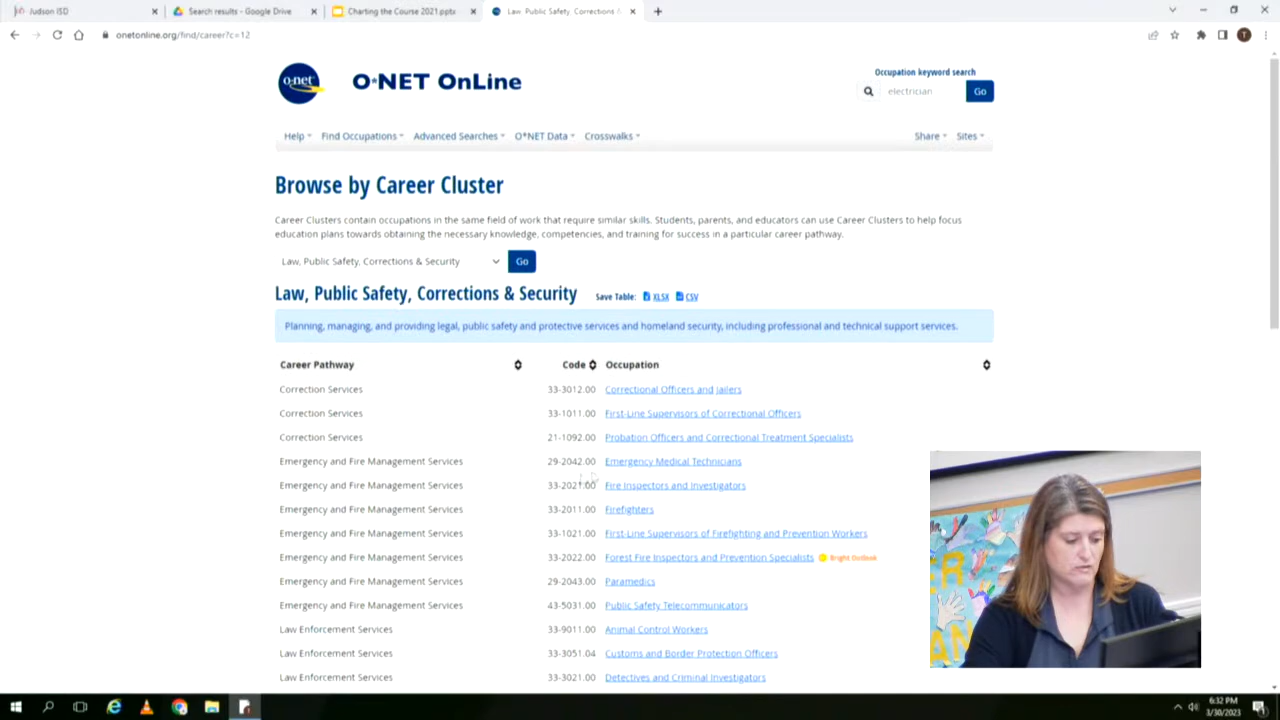 Judson ISD
Search results - Google Drive
Charting the Course 2021.pptx
Law, Public Safety, Corrections &
onetonline.org/find/career?c=12
T
o·net
O*NET OnLine
Occupation keyword search
electrician
Go
Help
Find Occupations
Advanced Searches
O*NET Data
Crosswalks
Share
Sites
Browse by Career Cluster
Career Clusters contain occupations in the same field of work that require similar skills. Students, parents, and educators can use Career Clusters to help focus
education plans towards obtaining the necessary knowledge, competencies, and training for success in a particular career pathway.
Law, Public Safety, Corrections & Security
Go
Law, Public Safety, Corrections & Security Save Table: XLSX CSV
Planning, managing, and providing legal, public safety and protective services and homeland security, including professional and technical support services.
Career Pathway Code Occupation
Correction Services 33-3012.00 Correctional Officers and Jailers
Correction Services 33-1011.00 First-Line Supervisors of Correctional Officers
Correction Services 21-1092.00 Probation Officers and Correctional Treatment Specialists
Emergency and Fire Management Services 29-2042.00 Emergency Medical Technicians
Emergency and Fire Management Services 33-2021.00 Fire Inspectors and Investigators
Emergency and Fire Management Services 33-2011.00 Firefighters
Emergency and Fire Management Services 33-1021.00 First-Line Supervisors of Firefighting and Prevention Workers
Emergency and Fire Management Services 33-2022.00 Forest Fire Inspectors and Prevention Specialists Bright Outlook
Emergency and Fire Management Services 29-2043.00 Paramedics
Emergency and Fire Management Services 43-5031.00 Public Safety Telecommunicators
Law Enforcement Services 33-9011.00 Animal Control Workers
Law Enforcement Services 33-3051.04 Customs and Border Protection Officers
Law Enforcement Services 33-3021.00 Detectives and Criminal Investigators
6:32 PM
3/30/2023